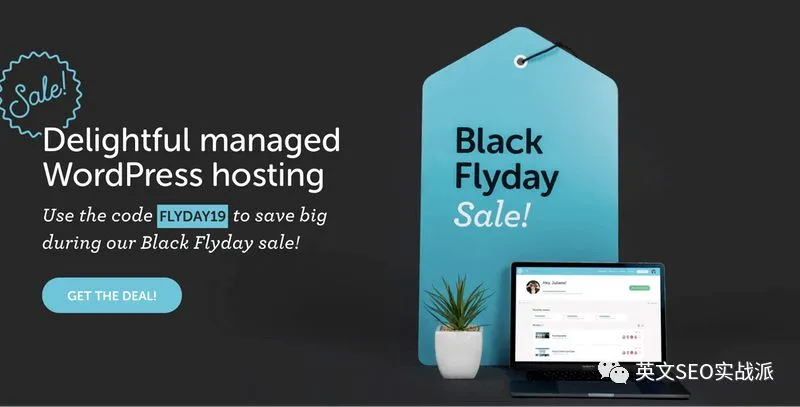 Sale!
Delightful managed
WordPress hosting
Use the code FLYDAY19 to save big
during our Black Flyday sale!
GET THE DEAL!
Black
Flyday
Sale!
Hey, Juliana!
英文SEO实战派